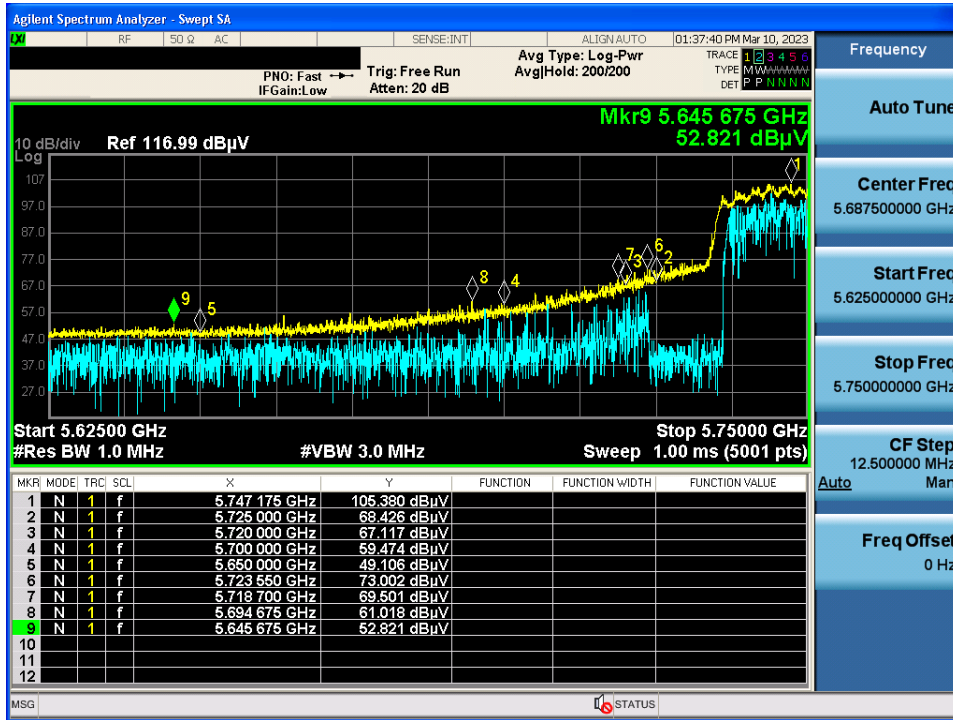 Agilent Spectrum Analyzer - Swept SA
LXI RF 50 Ω AC SENSE:INT ALIGN AUTO 01:37:40 PM Mar 10, 2023
Frequency
PNO: Fast
IFGain:Low
Trig: Free Run
Atten: 20 dB
Avg Type: Log-Pwr
Avg|Hold: 200/200
TRACE 1 2 3 4 5 6
TYPE M W W W W W
DET P P N N N N
Auto Tune
Mkr9 5.645 675 GHz
52.821 dBµV
10 dB/div Ref 116.99 dBµV
Log
107
97.0
87.0
77.0
67.0
57.0
47.0
37.0
27.0
9 5 8 4 7 3 6 2 1
Start 5.62500 GHz Stop 5.75000 GHz
#Res BW 1.0 MHz #VBW 3.0 MHz Sweep 1.00 ms (5001 pts)
Center Freq
5.687500000 GHz
Start Freq
5.625000000 GHz
Stop Freq
5.750000000 GHz
CF Step
12.500000 MHz
Auto Man
Freq Offset
0 Hz
MKR MODE TRC SCL X Y FUNCTION FUNCTION WIDTH FUNCTION VALUE
1 N 1 f 5.747 175 GHz 105.380 dBµV
2 N 1 f 5.725 000 GHz 68.426 dBµV
3 N 1 f 5.720 000 GHz 67.117 dBµV
4 N 1 f 5.700 000 GHz 59.474 dBµV
5 N 1 f 5.650 000 GHz 49.106 dBµV
6 N 1 f 5.723 550 GHz 73.002 dBµV
7 N 1 f 5.718 700 GHz 69.501 dBµV
8 N 1 f 5.694 675 GHz 61.018 dBµV
9 N 1 f 5.645 675 GHz 52.821 dBµV
10
11
12
MSG STATUS